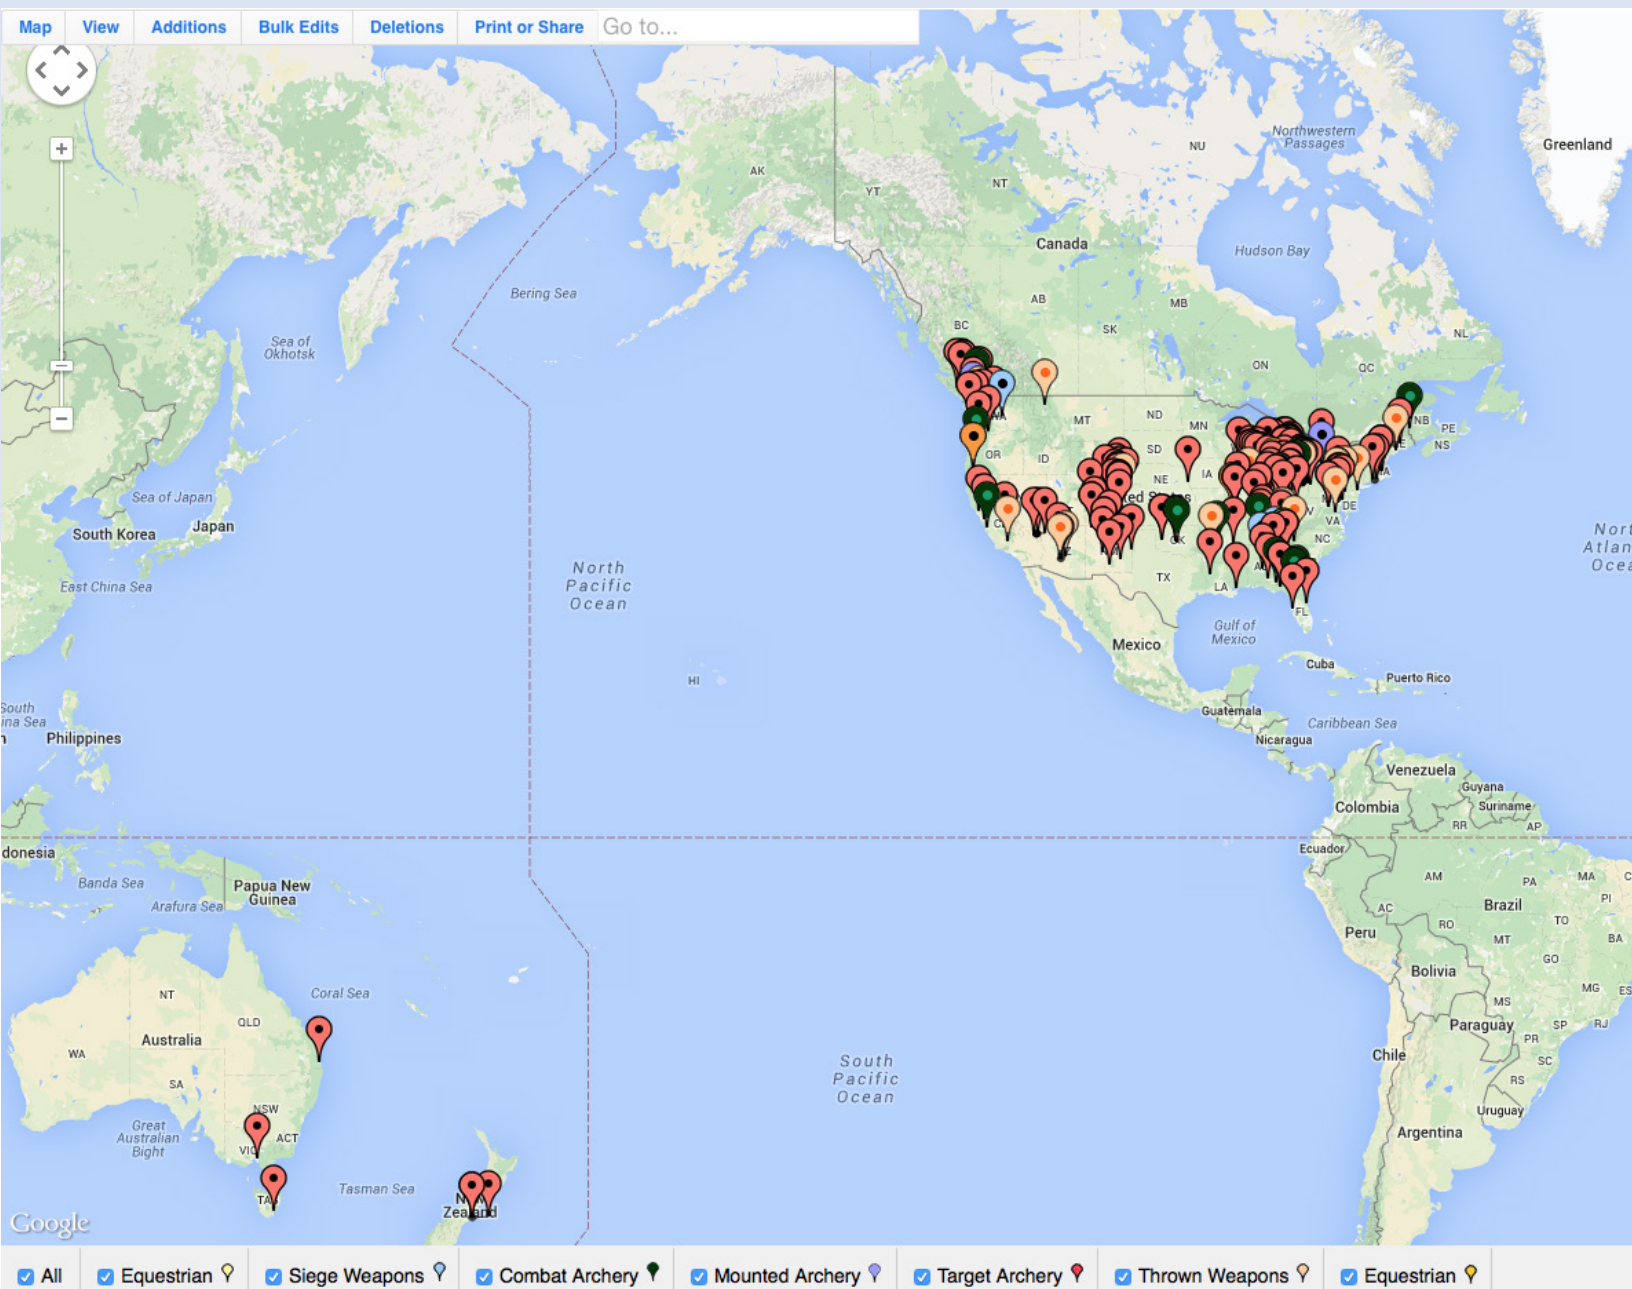 Map View Additions Bulk Edits Deletions Print or Share Go to...
Northwestern
Passages
Greenland
NU
AK
YT
NT
Canada
Hudson Bay
Bering Sea
AB
MB
BC
SK
NL
Sea of
Okhotsk
ON
QC
NB
PE
NS
MT
ND
MN
OR
ID
SD
IA
NE
Sea of Japan
South Korea
Japan
DE
VA
NC
OK
East China Sea
North
Pacific
Ocean
TX
LA
FL
Gulf of
Mexico
Mexico
Cuba
Puerto Rico
HI
Guatemala
Caribbean Sea
Nicaragua
Philippines
Venezuela
Guyana
Suriname
Colombia
RR
AP
Ecuador
donesia
Banda Sea
Papua New
Guinea
Arafura Sea
AM
PA
MA
PI
AC
Brazil
TO
RO
Peru
MT
BA
GO
Bolivia
MG
ES
MS
Paraguay
SP
RJ
PR
SC
Chile
RS
Uruguay
Argentina
NT
Coral Sea
QLD
Australia
WA
SA
NSW
Great
Australian
Bight
ACT
VIC
South
Pacific
Ocean
Tasman Sea
TAS
New
Zealand
Google
All Equestrian Siege Weapons Combat Archery Mounted Archery Target Archery Thrown Weapons Equestrian